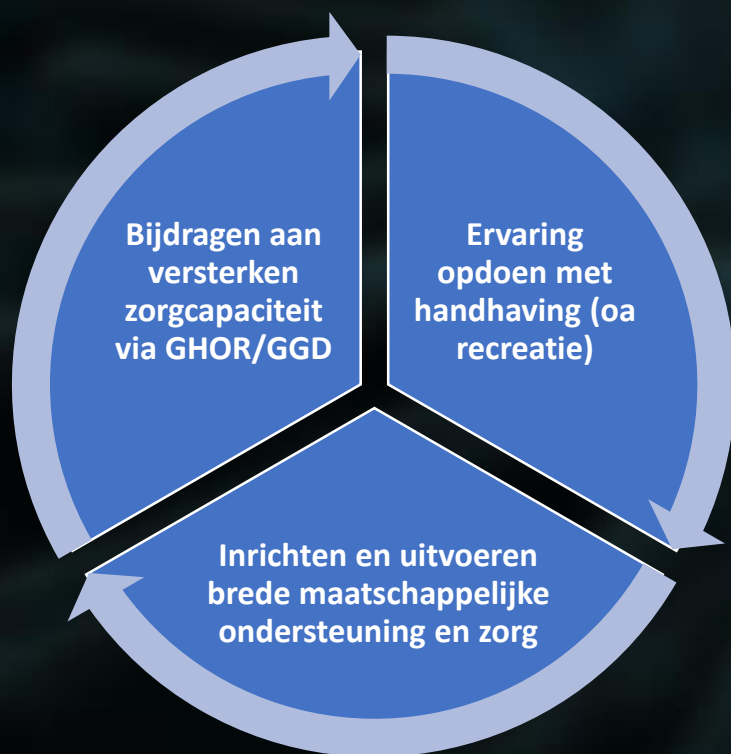 Bijdragen aan
versterken
zorgcapaciteit
via GHOR/GGD
Ervaring
opdoen met
handhaving (oa
recreatie)
Inrichten en uitvoeren
brede maatschappelijke
ondersteuning en zorg